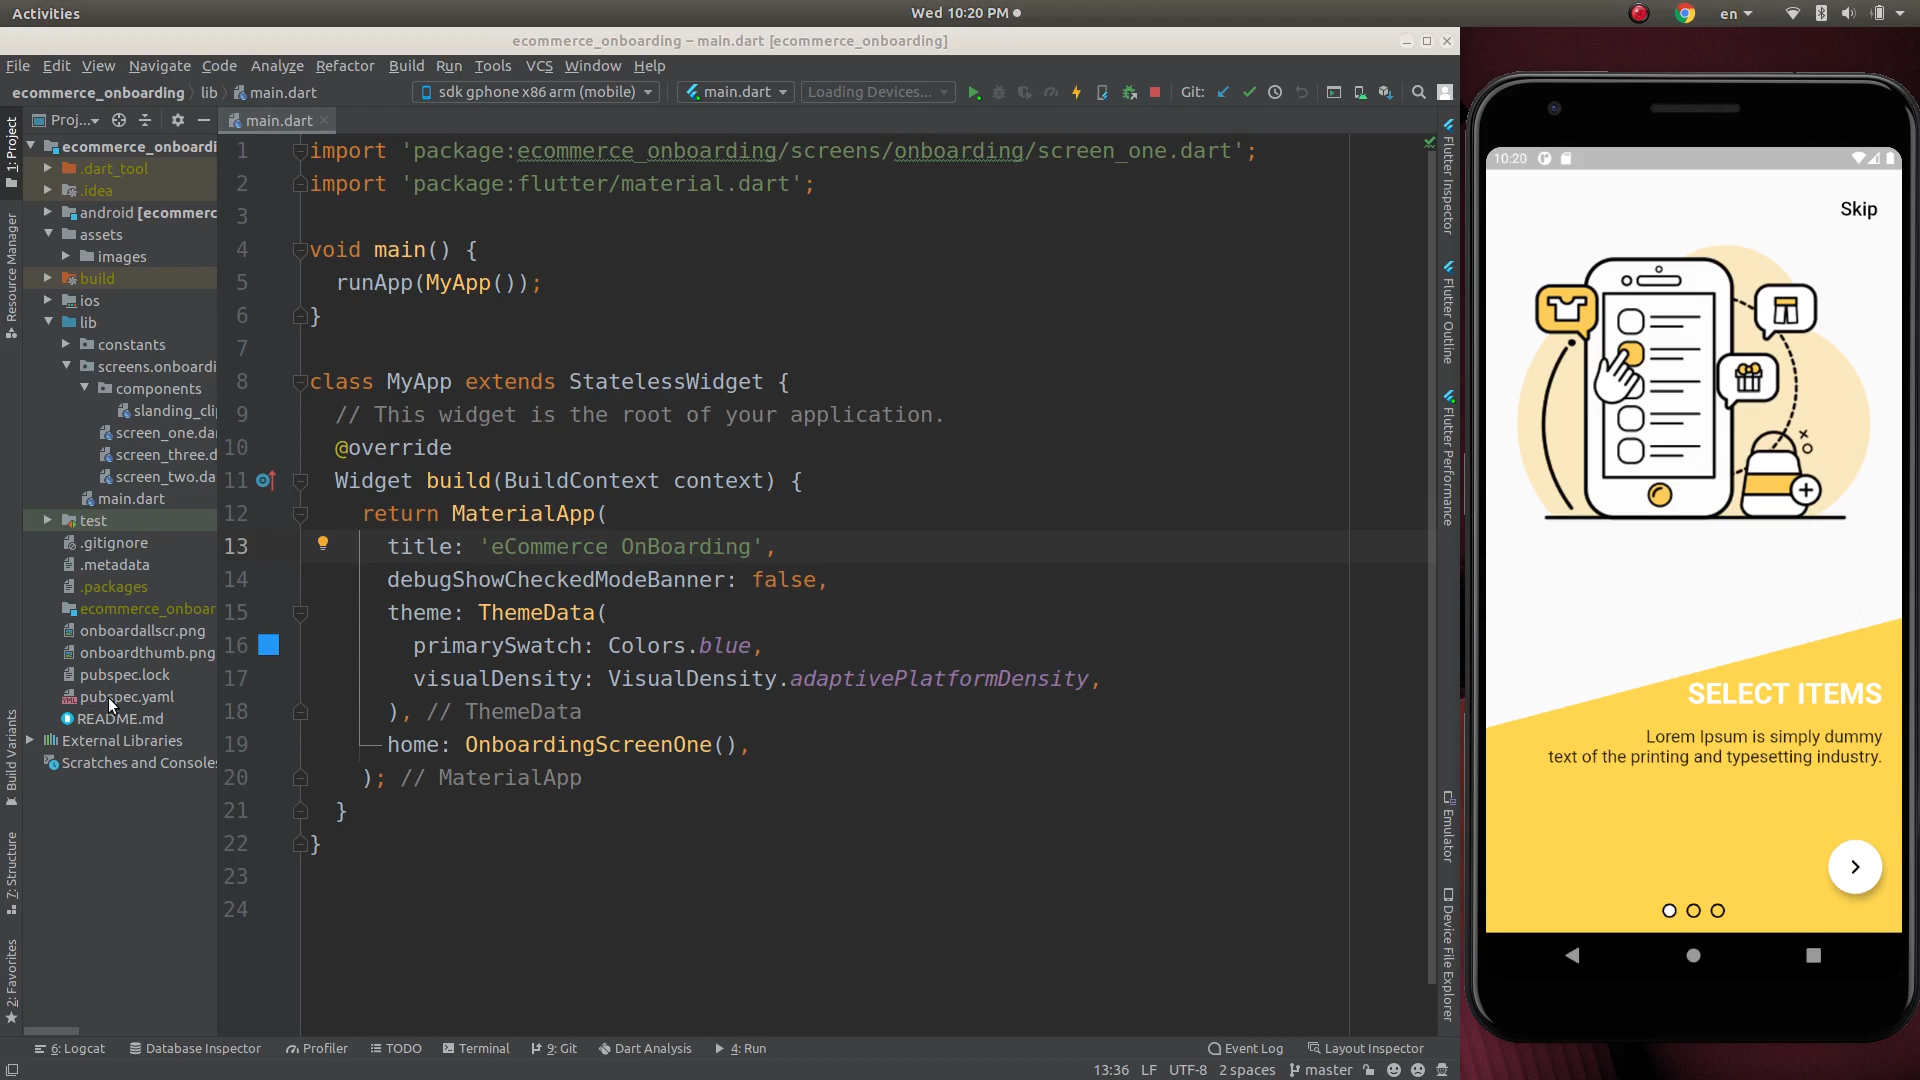 Activities
Wed 10:20 PM
en
ecommerce_onboarding – main.dart [ecommerce_onboarding]
File Edit View Navigate Code Analyze Refactor Build Run Tools VCS Window Help
ecommerce_onboarding lib main.dart
sdk gphone x86 arm (mobile)
main.dart
Loading Devices...
Git:
Proj...
main.dart
1: Project
Resource Manager
Build Variants
7: Structure
2: Favorites
ecommerce_onboardi
.dart_tool
.idea
android [ecommerc
assets
images
build
ios
lib
constants
screens.onboardi
components
slanding_cli
screen_one.dar
screen_three.d
screen_two.da
main.dart
test
.gitignore
.metadata
.packages
ecommerce_onboar
onboardallscr.png
onboardthumb.png
pubspec.lock
pubspec.yaml
README.md
External Libraries
Scratches and Consoles
1 import 'package:ecommerce_onboarding/screens/onboarding/screen_one.dart';
2 import 'package:flutter/material.dart';
3
4 void main() {
5 runApp(MyApp());
6 }
7
8 class MyApp extends StatelessWidget {
9 // This widget is the root of your application.
10 @override
11 Widget build(BuildContext context) {
12 return MaterialApp(
13 title: 'eCommerce OnBoarding',
14 debugShowCheckedModeBanner: false,
15 theme: ThemeData(
16 primarySwatch: Colors.blue,
17 visualDensity: VisualDensity.adaptivePlatformDensity,
18 ), // ThemeData
19 home: OnboardingScreenOne(),
20 ); // MaterialApp
21 }
22 }
23
24
Flutter Inspector
Flutter Outline
Flutter Performance
Emulator
Device File Explorer
6: Logcat Database Inspector Profiler TODO Terminal 9: Git Dart Analysis 4: Run Event Log Layout Inspector
13:36 LF UTF-8 2 spaces master
10:20
Skip
SELECT ITEMS
Lorem Ipsum is simply dummy
text of the printing and typesetting industry.